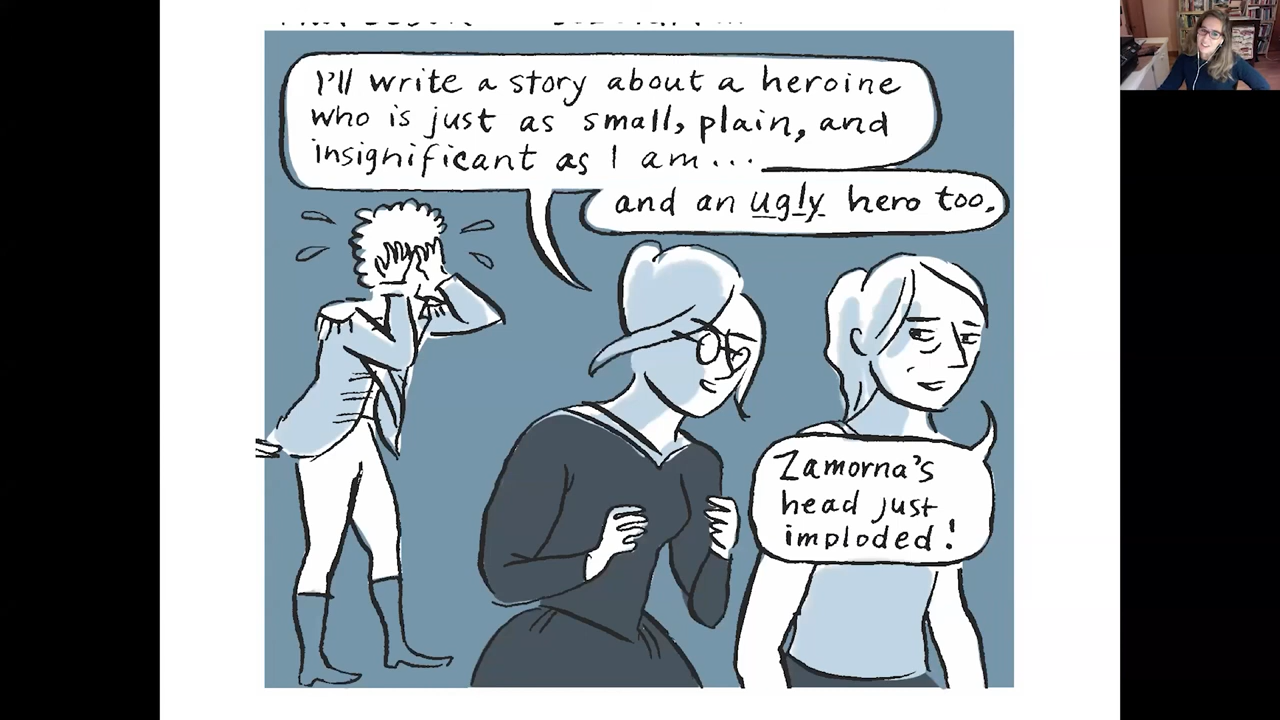 I'll write a story about a heroine
who is just as small, plain, and
insignificant as I am...
and an ugly hero too.
Zamorna's
head just
imploded!